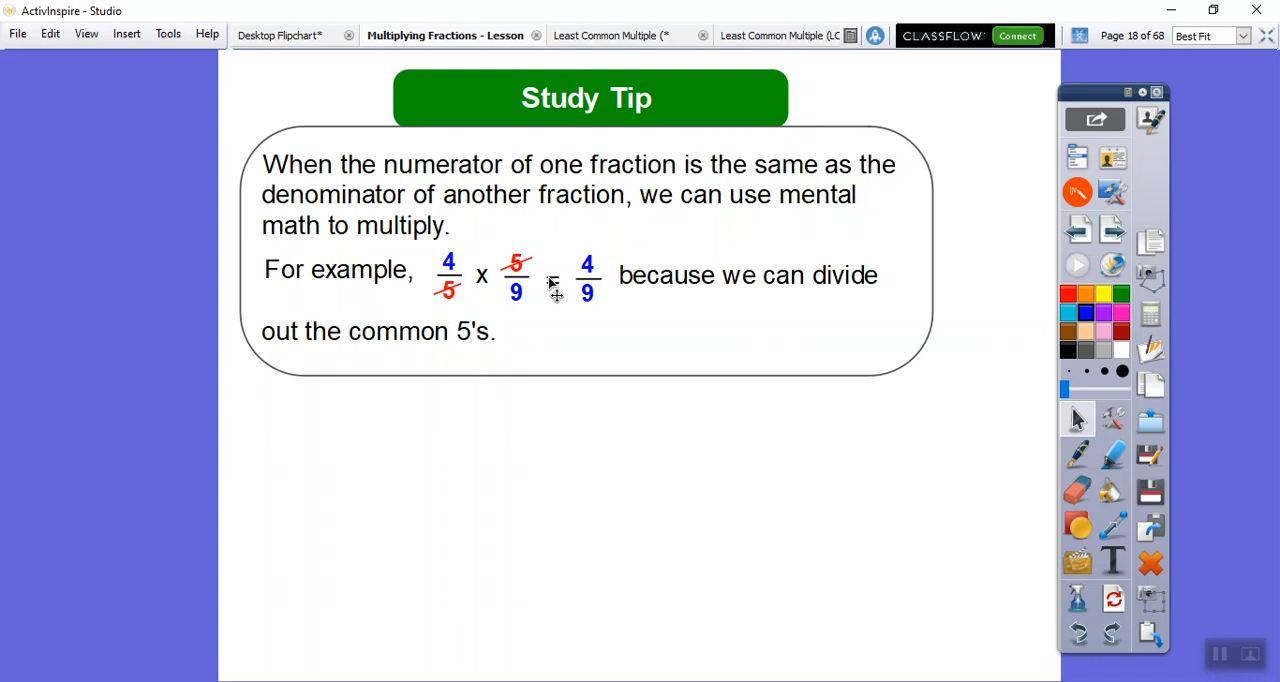 ActivInspire - Studio
File Edit View Insert Tools Help
Desktop Flipchart* Multiplying Fractions - Lesson Least Common Multiple (* Least Common Multiple (LC CLASSFLOW Connect Page 18 of 68 Best Fit
Study Tip
When the numerator of one fraction is the same as the
denominator of another fraction, we can use mental
math to multiply.
For example, 4/5 x 5/9 = 4/9 because we can divide
out the common 5's.
T